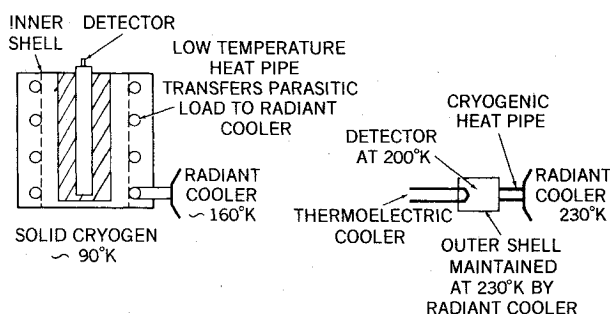 INNER
SHELL
DETECTOR
LOW TEMPERATURE
HEAT PIPE
TRANSFERS PARASITIC
LOAD TO RADIANT
COOLER
RADIANT
COOLER
~ 160°K
SOLID CRYOGEN
~ 90°K
CRYOGENIC
HEAT PIPE
DETECTOR
AT 200°K
RADIANT
COOLER
230°K
THERMOELECTRIC
COOLER
OUTER SHELL
MAINTAINED
AT 230°K BY
RADIANT COOLER